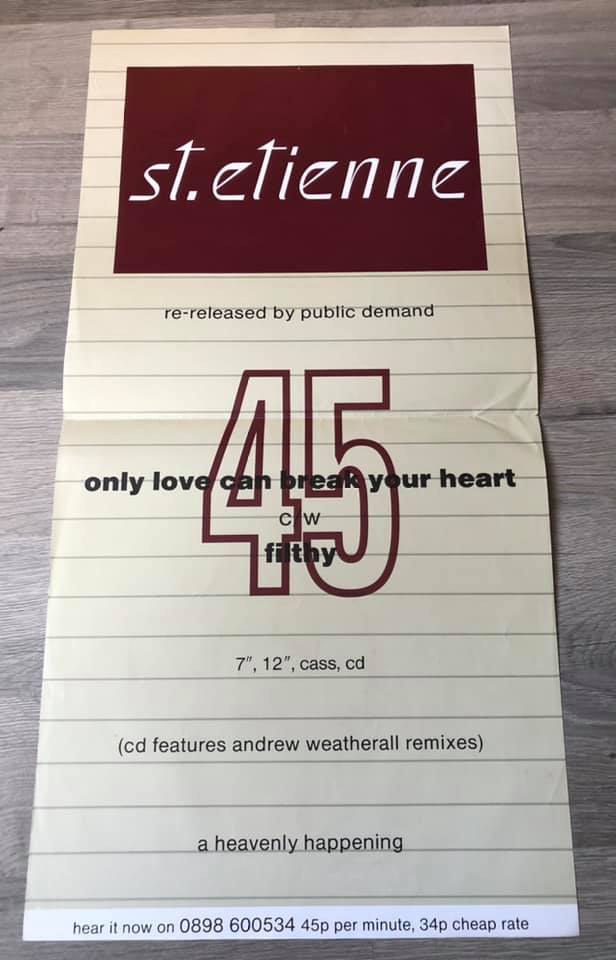 st.etienne
re-released by public demand
45
only love can break your heart
c/w
filthy
7", 12", cass, cd
(cd features andrew weatherall remixes)
a heavenly happening
hear it now on 0898 600534 45p per minute, 34p cheap rate